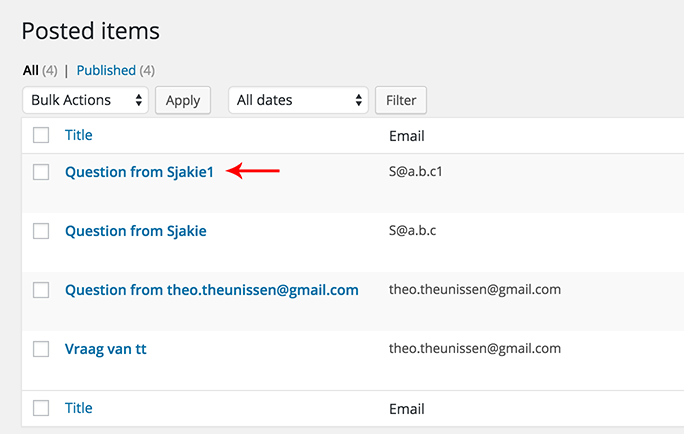 Posted items
All (4) | Published (4)
Bulk Actions Apply All dates Filter
Title Email
Question from Sjakie1 S@a.b.c1
Question from Sjakie S@a.b.c
Question from theo.theunissen@gmail.com theo.theunissen@gmail.com
Vraag van tt theo.theunissen@gmail.com
Title Email